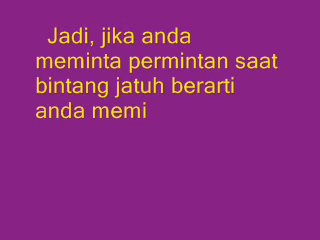 Jadi, jika anda
meminta permintan saat
bintang jatuh berarti
anda memi